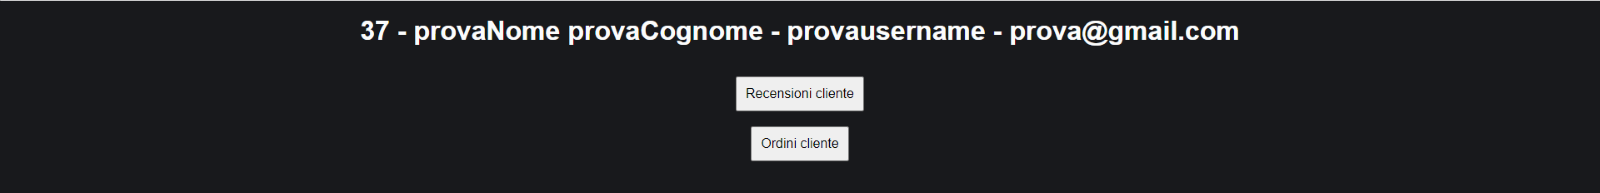 37 - provaNome provaCognome - provausername - prova@gmail.com
Recensioni cliente
Ordini cliente